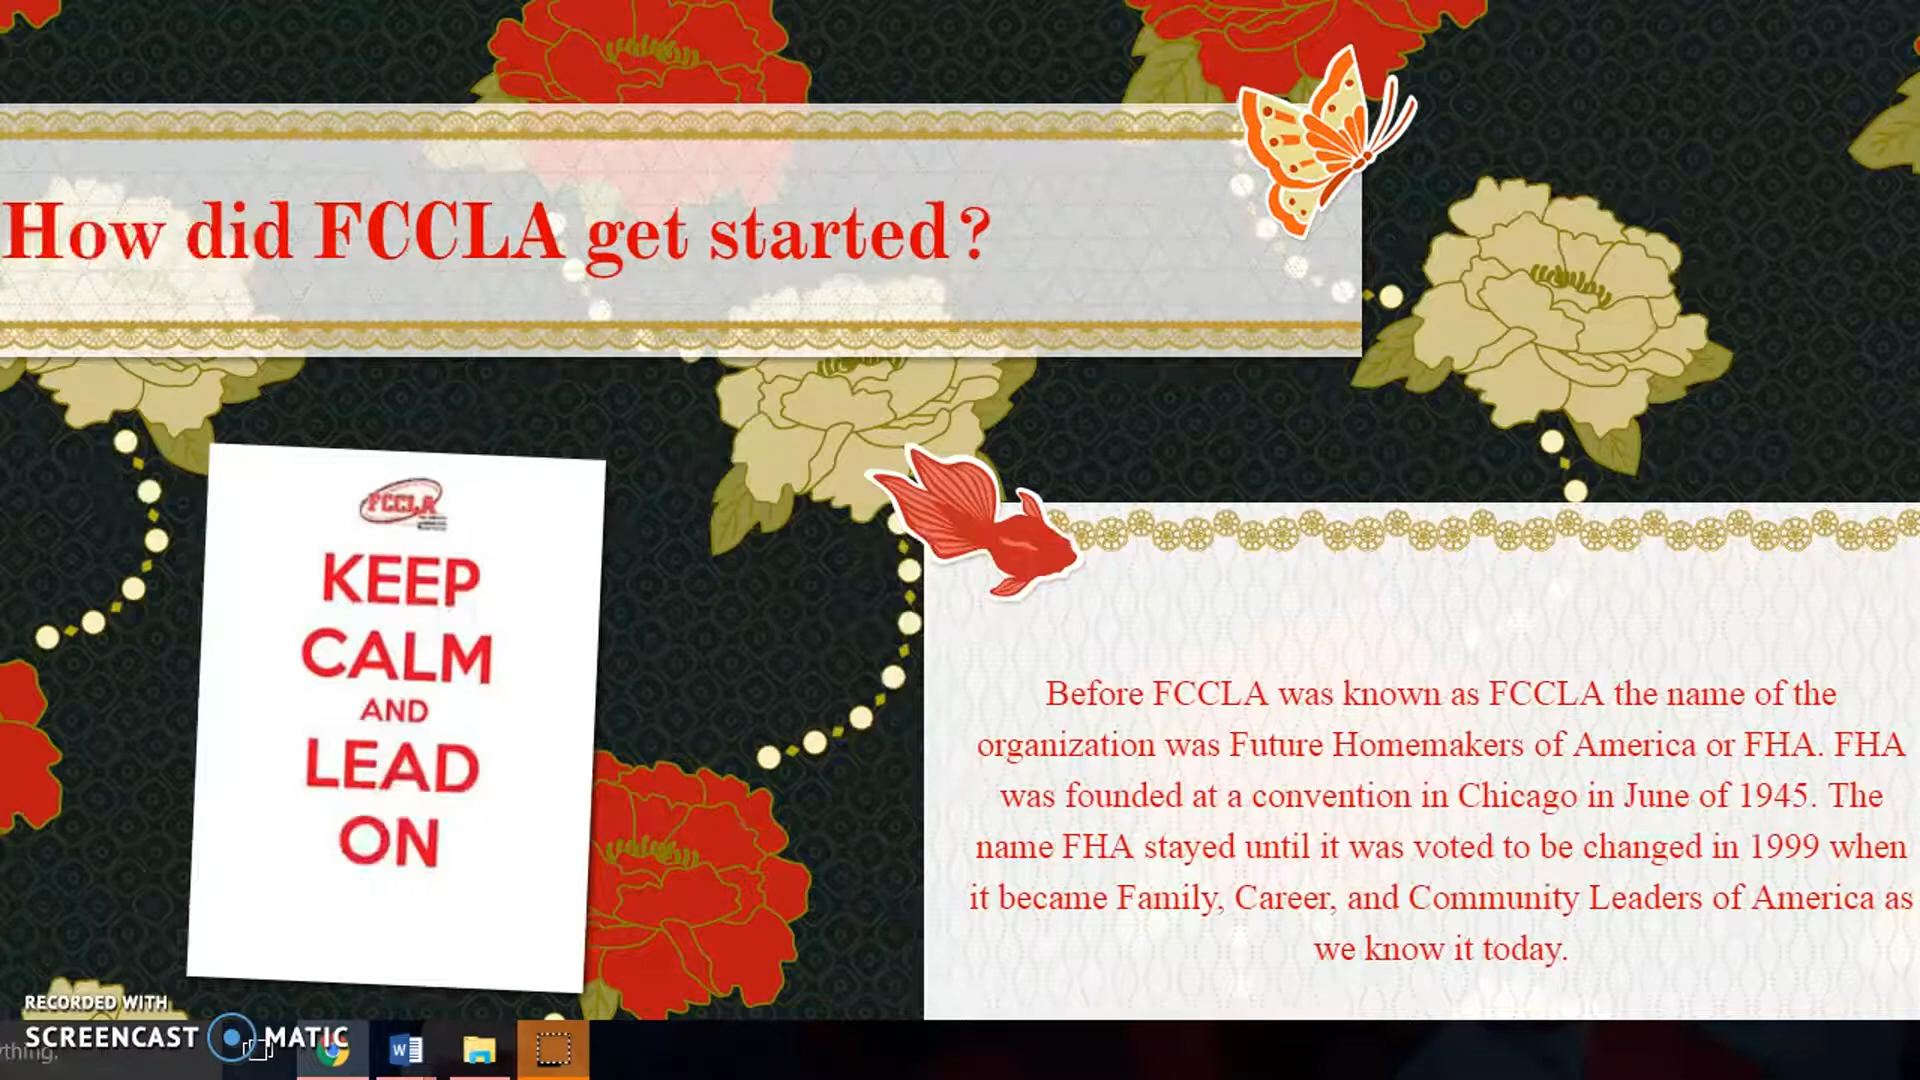 How did FCCLA get started?
FCCLA
KEEP
CALM
AND
LEAD
ON
Before FCCLA was known as FCCLA the name of the
organization was Future Homemakers of America or FHA. FHA
was founded at a convention in Chicago in June of 1945. The
name FHA stayed until it was voted to be changed in 1999 when
it became Family, Career, and Community Leaders of America as
we know it today.
RECORDED WITH
SCREENCAST MATIC
ything.